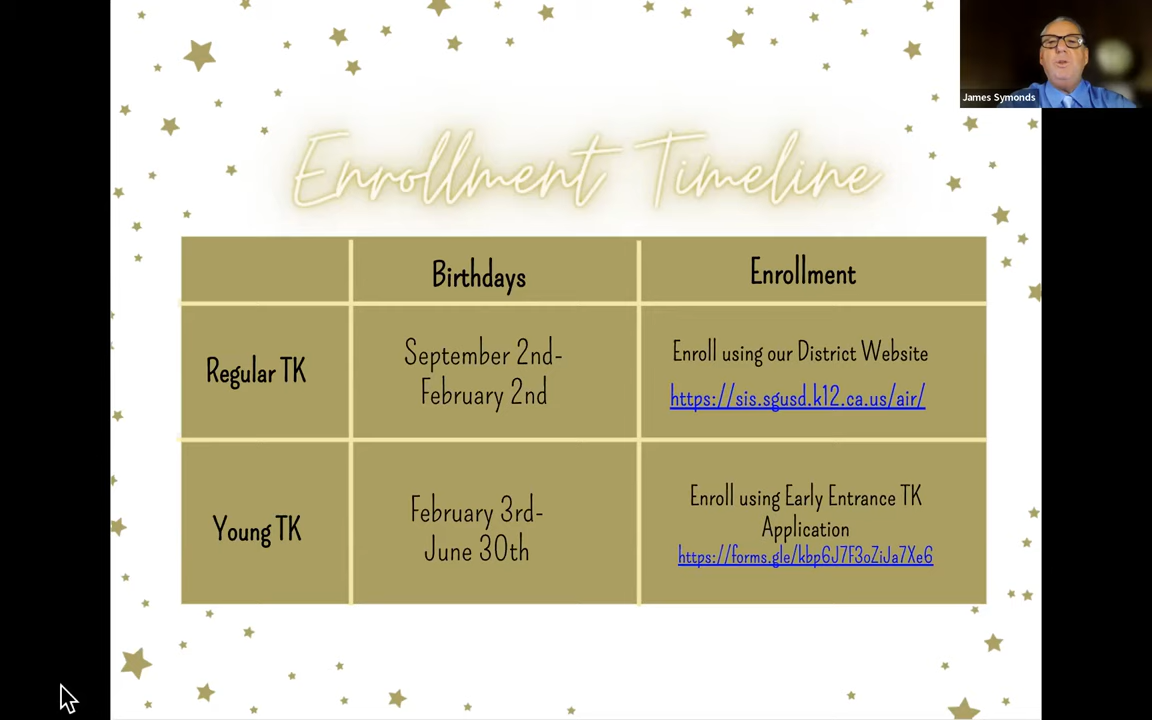 James Symonds
Enrollment Timeline
Birthdays
Enrollment
Regular TK
September 2nd-
February 2nd
Enroll using our District Website
https://sis.sgusd.k12.ca.us/air/
Young TK
February 3rd-
June 30th
Enroll using Early Entrance TK
Application
https://forms.gle/kbp6J7F3oZiJa7Xe6